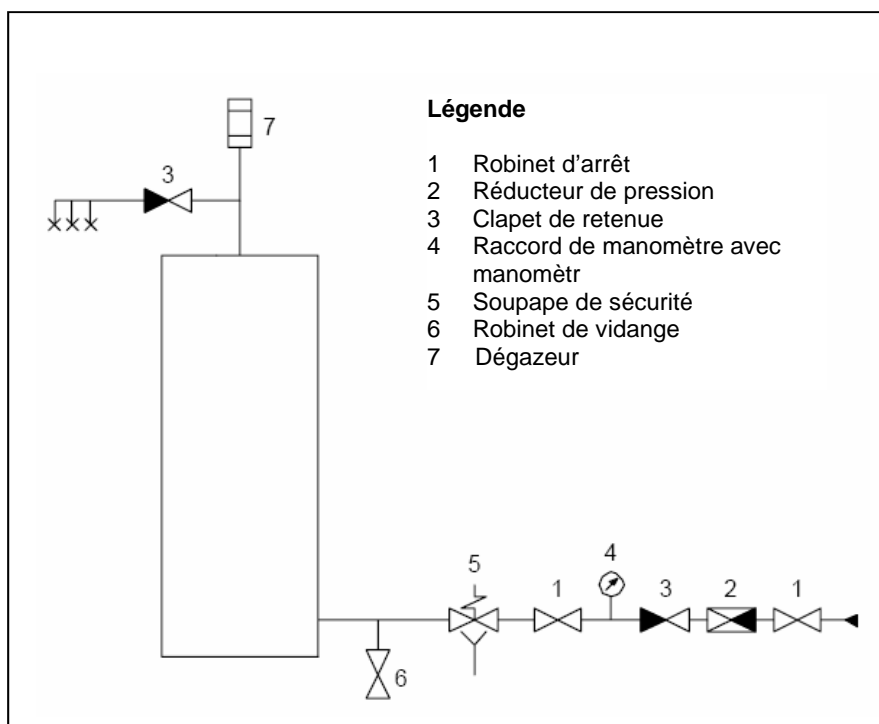 Légende
1 Robinet d'arrêt
2 Réducteur de pression
3 Clapet de retenue
4 Raccord de manomètre avec
manomètr
5 Soupape de sécurité
6 Robinet de vidange
7 Dégazeur
7
3
5
1
4
3
2
1
6